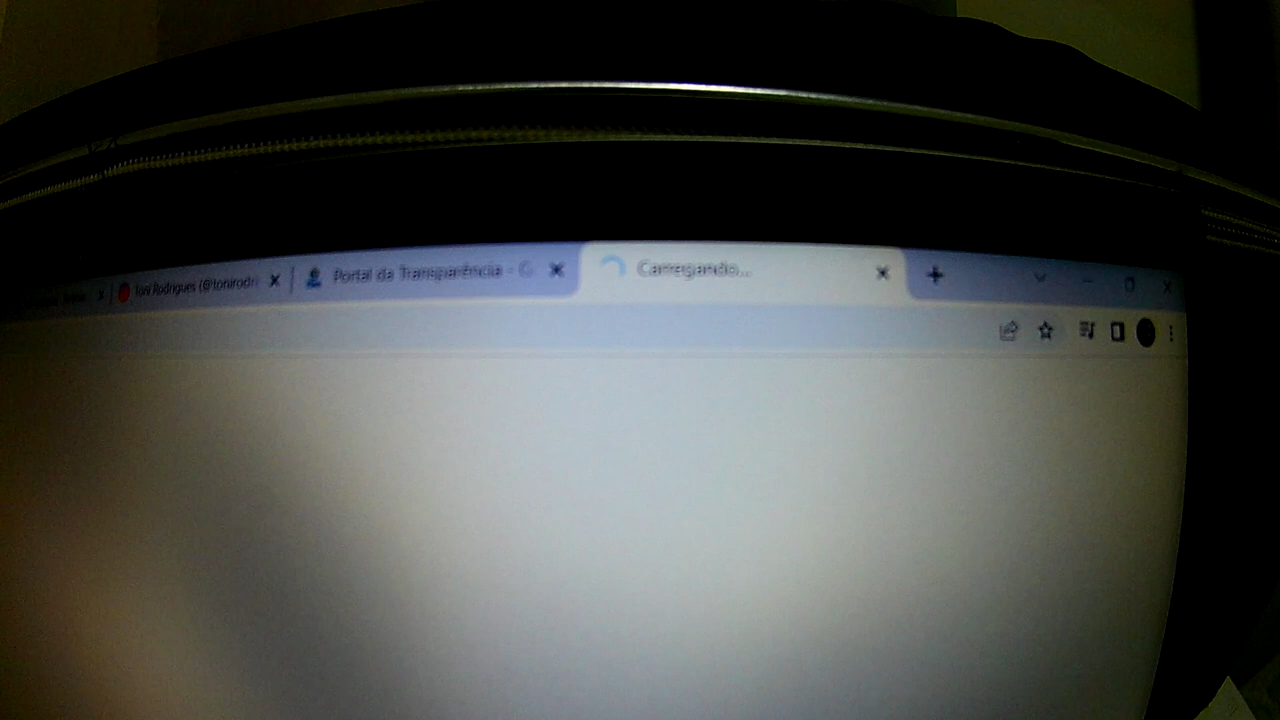 Toni Rodrigues (@tonirodri
Portal da Transparência - G
Carregando...